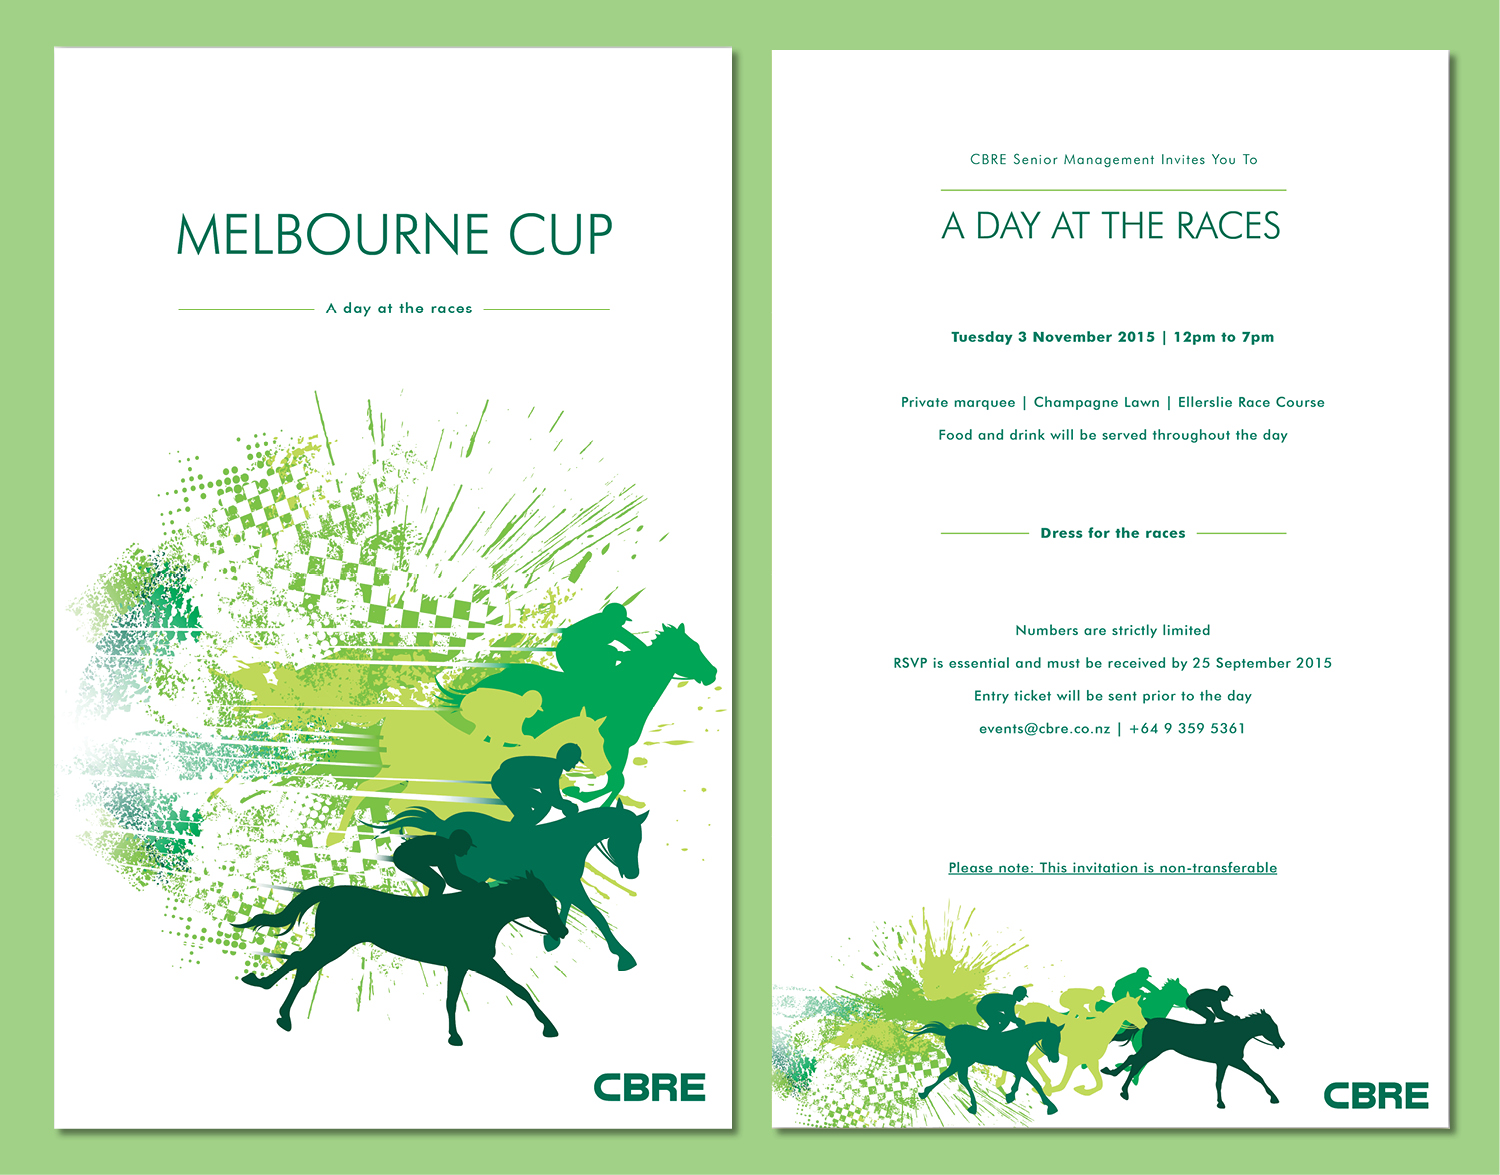 MELBOURNE CUP
A day at the races
CBRE
CBRE Senior Management Invites You To
A DAY AT THE RACES
Tuesday 3 November 2015 | 12pm to 7pm
Private marquee | Champagne Lawn | Ellerslie Race Course
Food and drink will be served throughout the day
Dress for the races
Numbers are strictly limited
RSVP is essential and must be received by 25 September 2015
Entry ticket will be sent prior to the day
events@cbre.co.nz | +64 9 359 5361
Please note: This invitation is non-transferable
CBRE